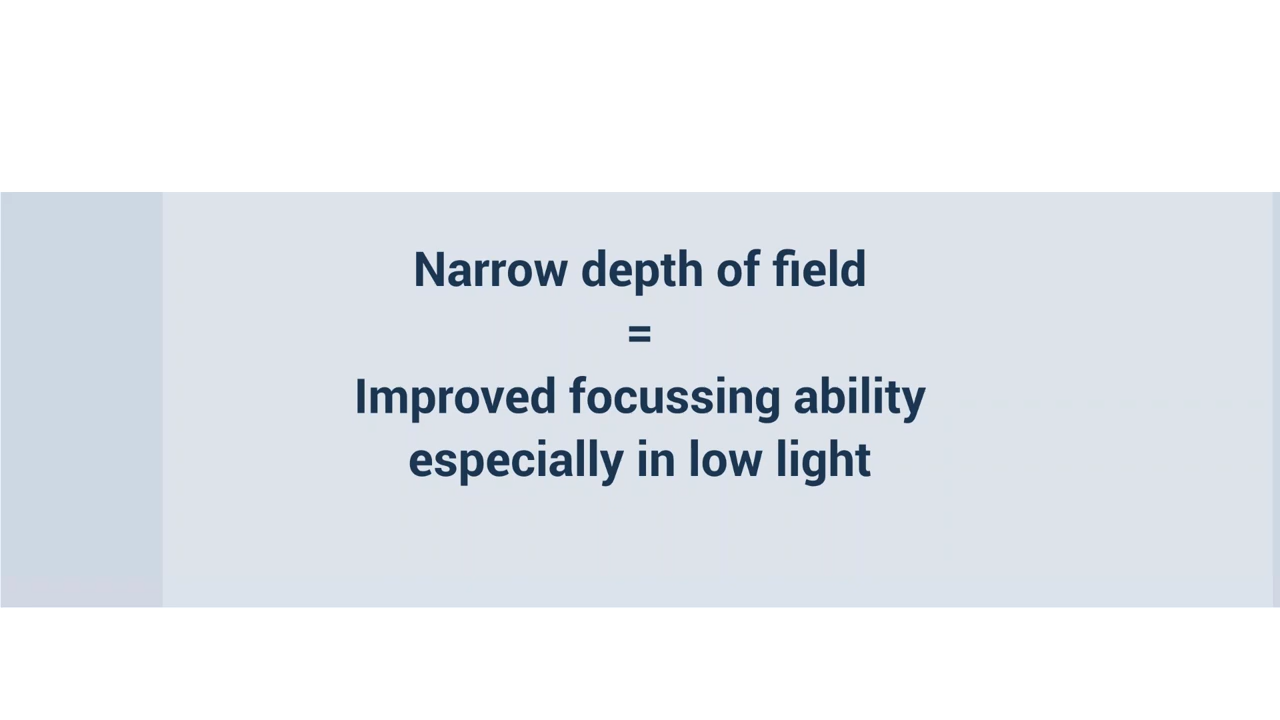 Narrow depth of field
=
Improved focussing ability
especially in low light